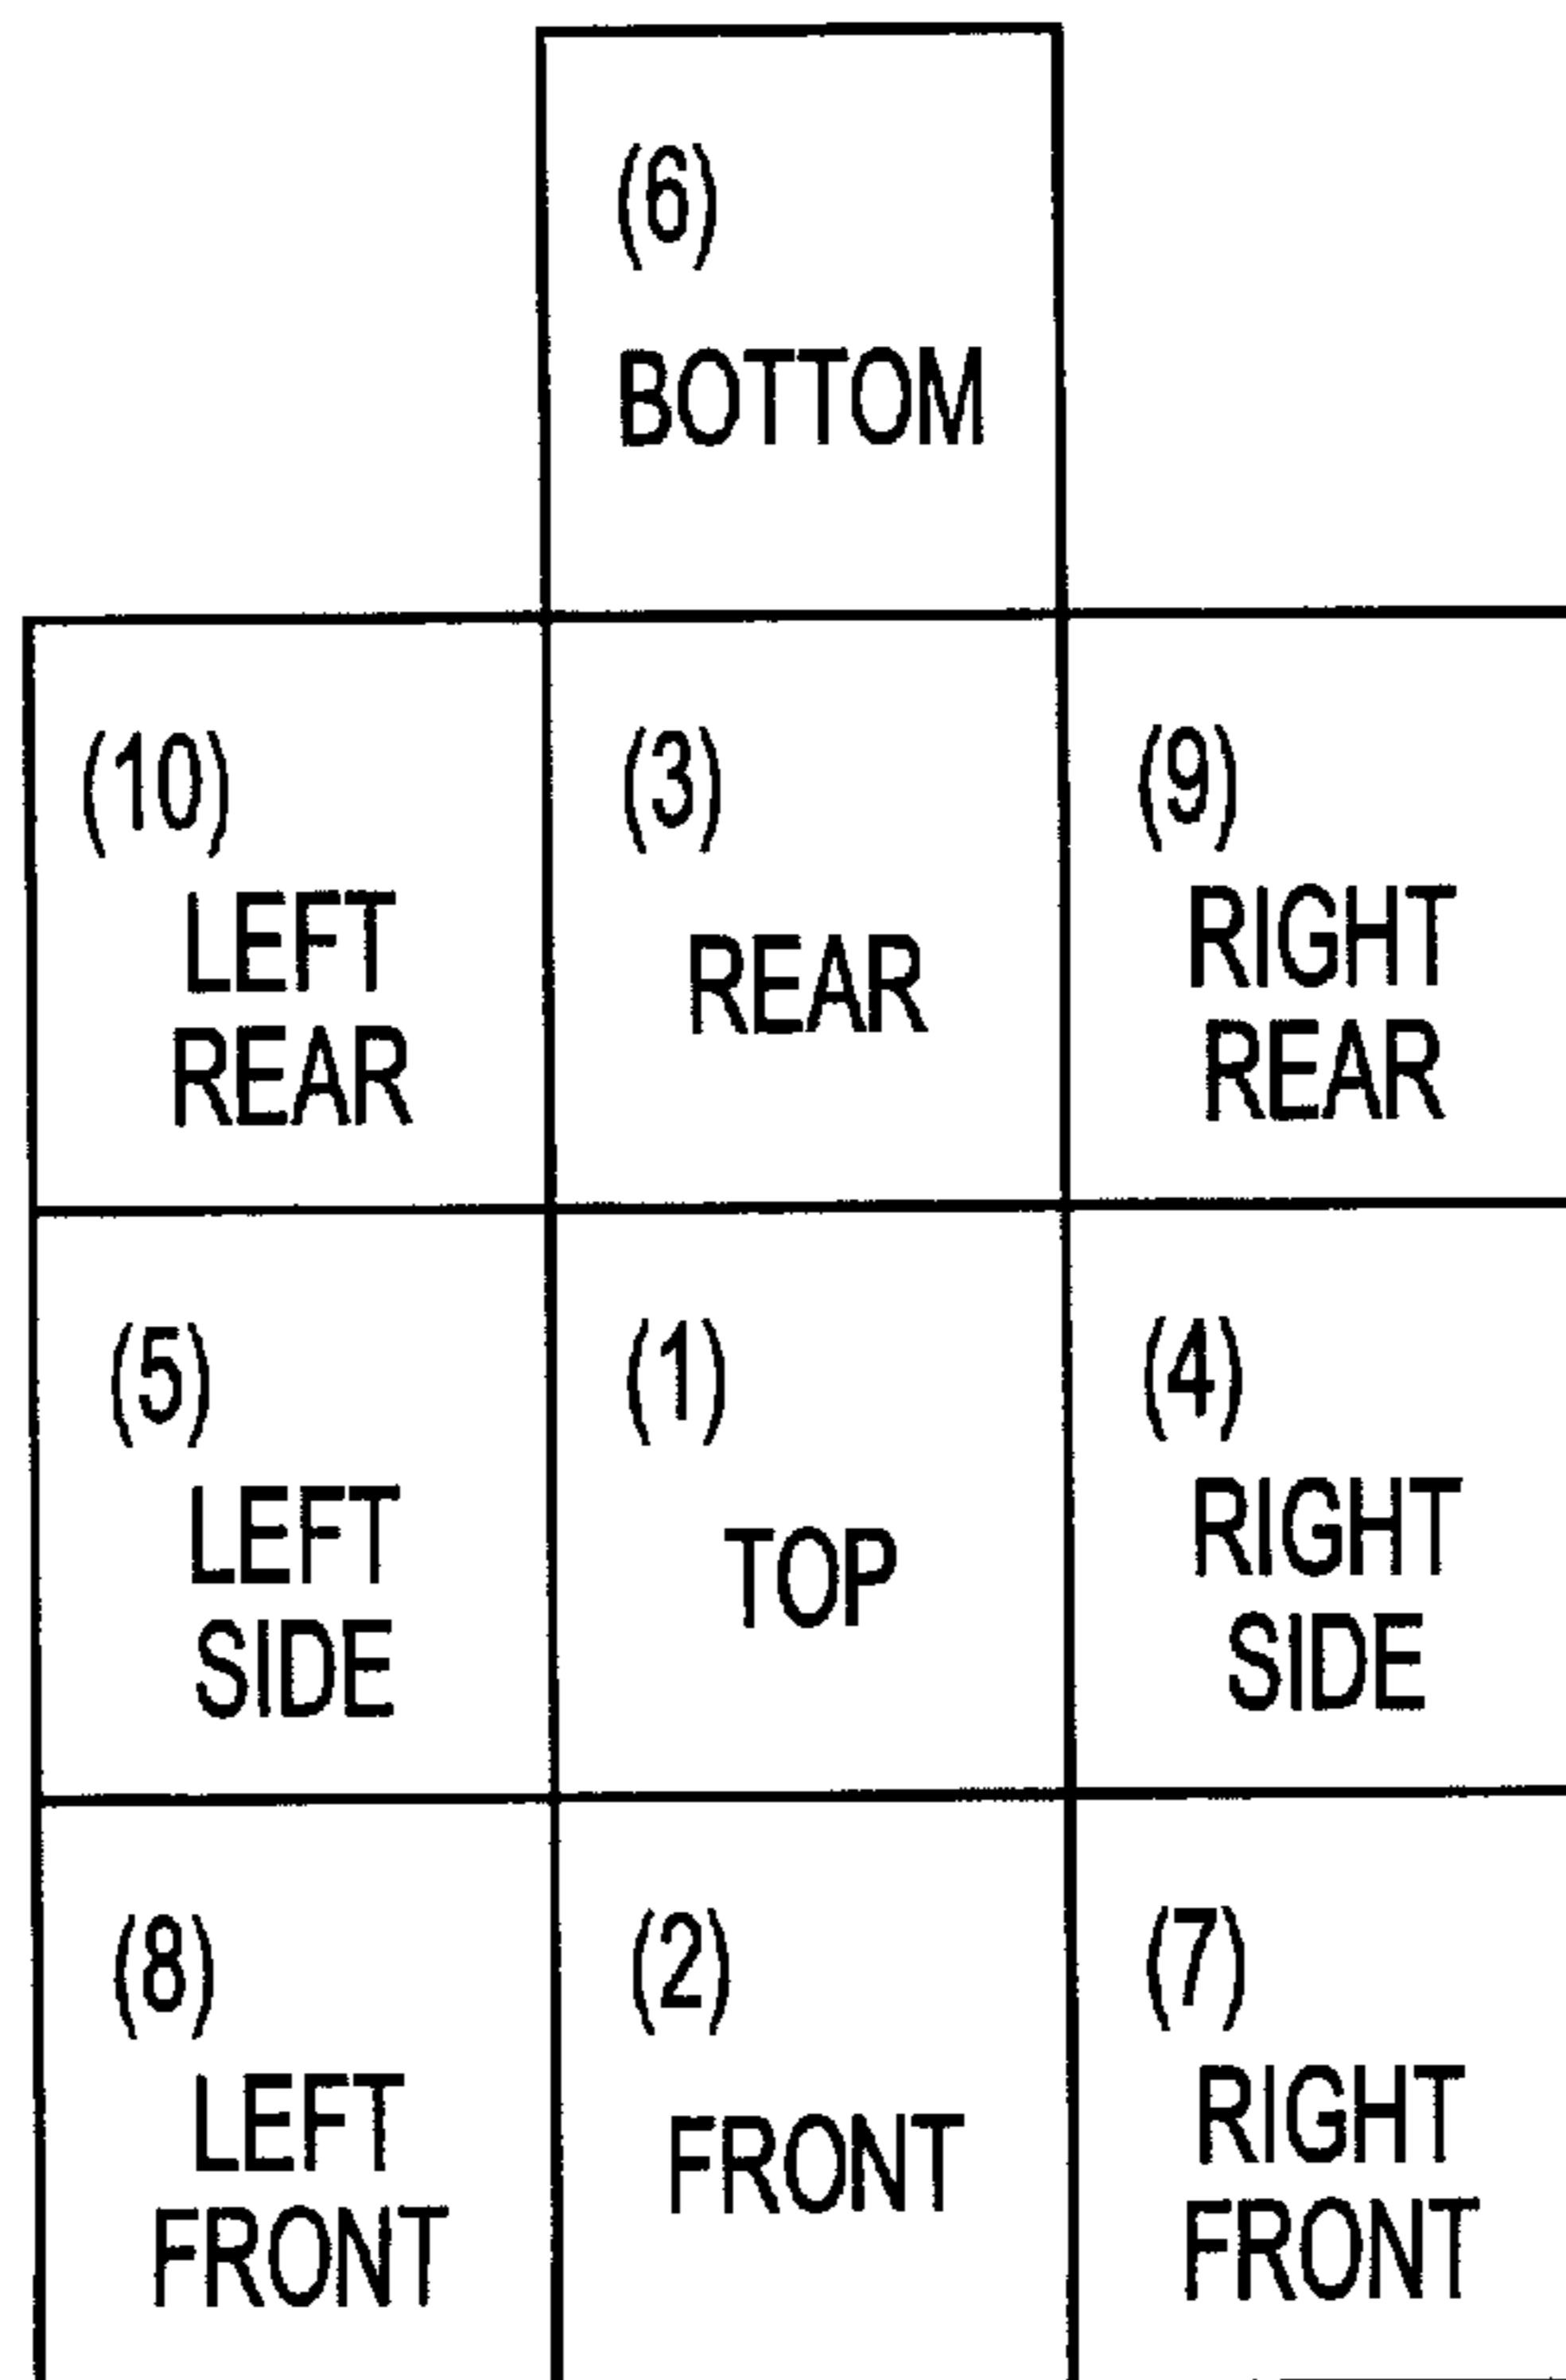 (6)
BOTTOM
(10)
LEFT
REAR
(3)
REAR
(9)
RIGHT
REAR
(5)
LEFT
SIDE
(1)
TOP
(4)
RIGHT
SIDE
(8)
LEFT
FRONT
(2)
FRONT
(7)
RIGHT
FRONT